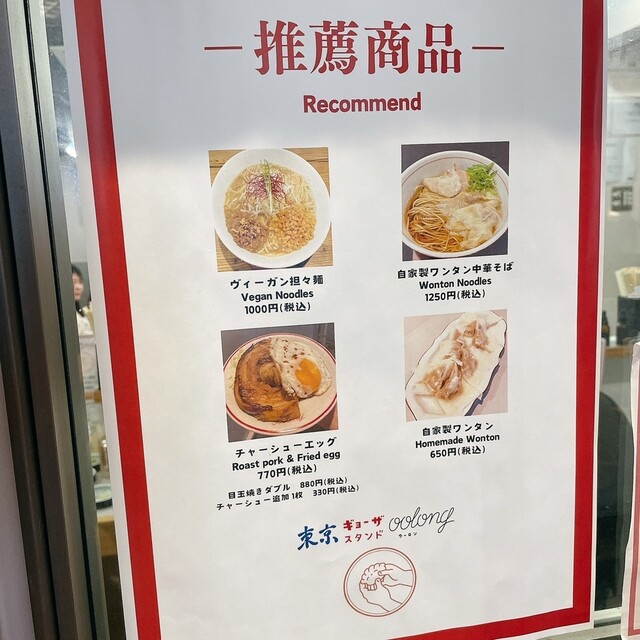 推薦商品
Recommend
ヴィーガン担々麺
Vegan Noodles
1000円(税込)
自家製ワンタン中華そば
Wonton Noodles
1250円(税込)
チャーシューエッグ
Roast pork & Fried egg
770円(税込)
目玉焼きダブル 880円(税込)
チャーシュー追加1枚 330円(税込)
自家製ワンタン
Homemade Wonton
650円(税込)
東京 ギョーザスタンド oolong
ウーロン